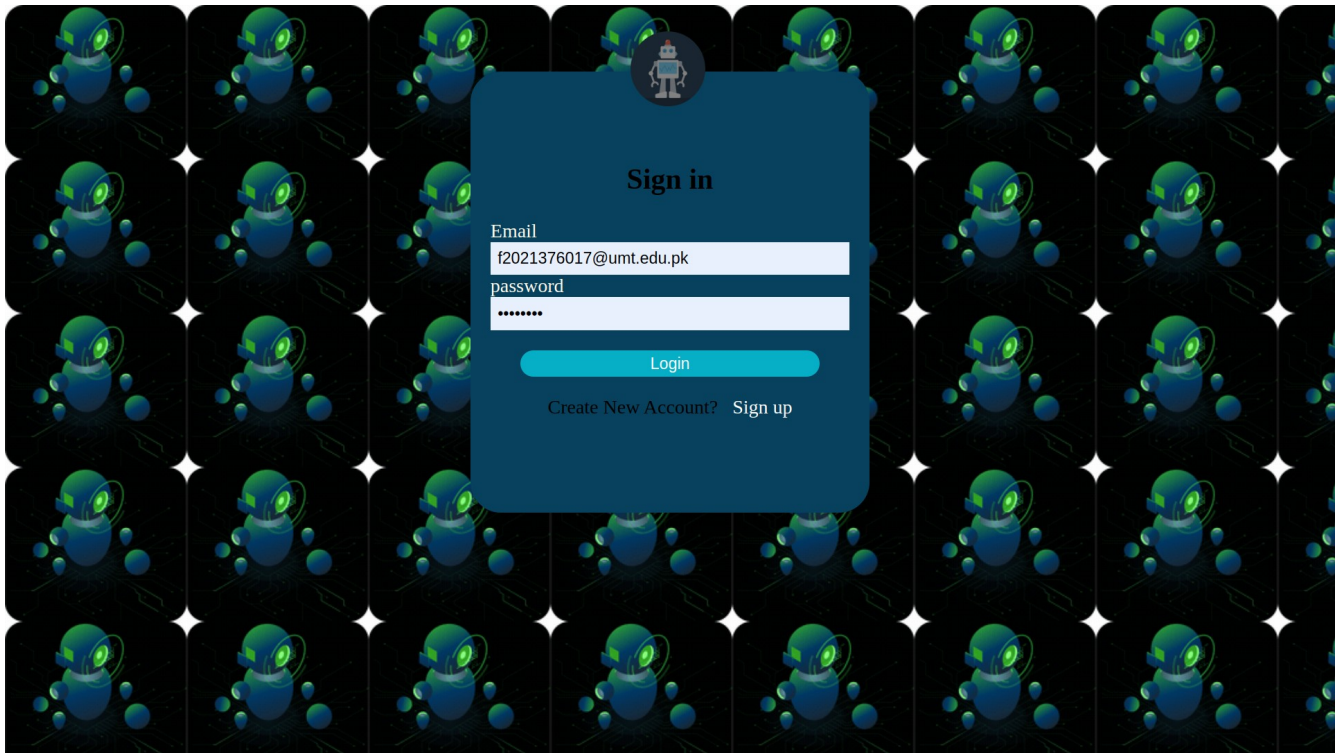 Sign in
Email
f2021376017@umt.edu.pk
password
••••••••
Login
Create New Account? Sign up